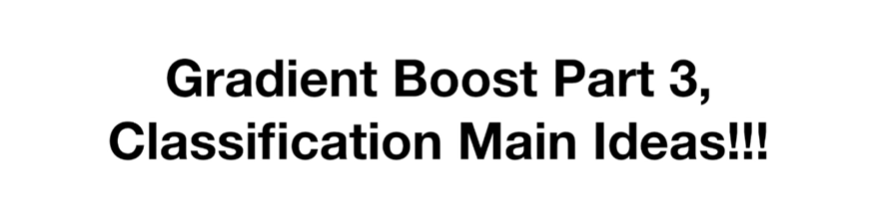 Gradient Boost Part 3,
Classification Main Ideas!!!